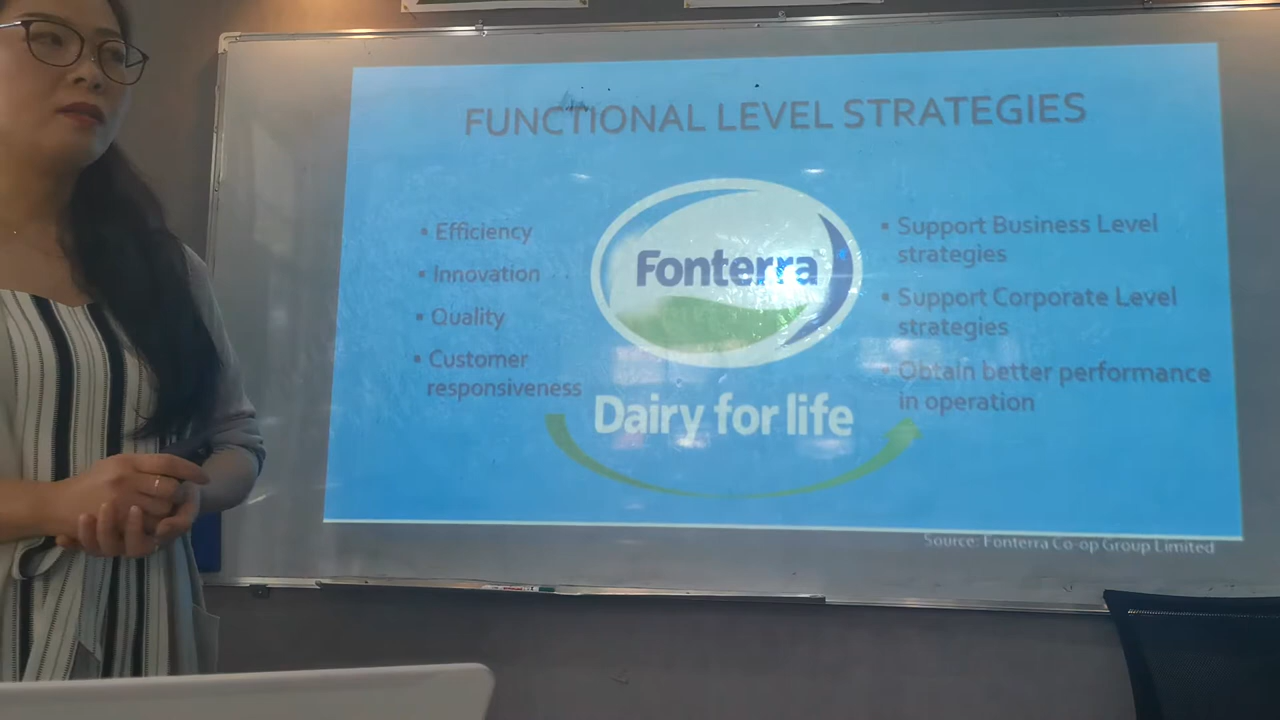 FUNCTIONAL LEVEL STRATEGIES
▪ Efficiency
▪ Innovation
▪ Quality
▪ Customer
responsiveness
Fonterra
Dairy for life
▪ Support Business Level
strategies
▪ Support Corporate Level
strategies
▪ Obtain better performance
in operation
Source: Fonterra Co-op Group Limited